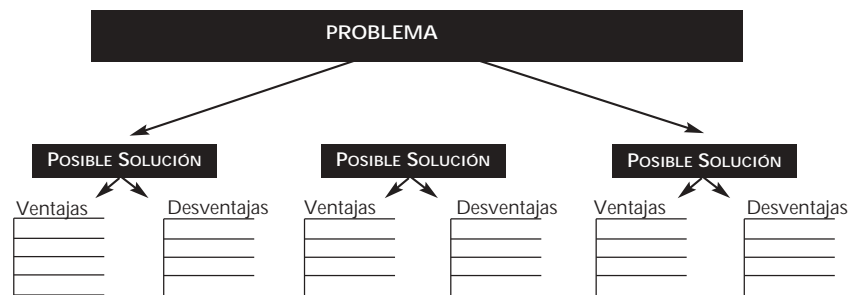 PROBLEMA
POSIBLE SOLUCIÓN POSIBLE SOLUCIÓN POSIBLE SOLUCIÓN
Ventajas Desventajas Ventajas Desventajas Ventajas Desventajas